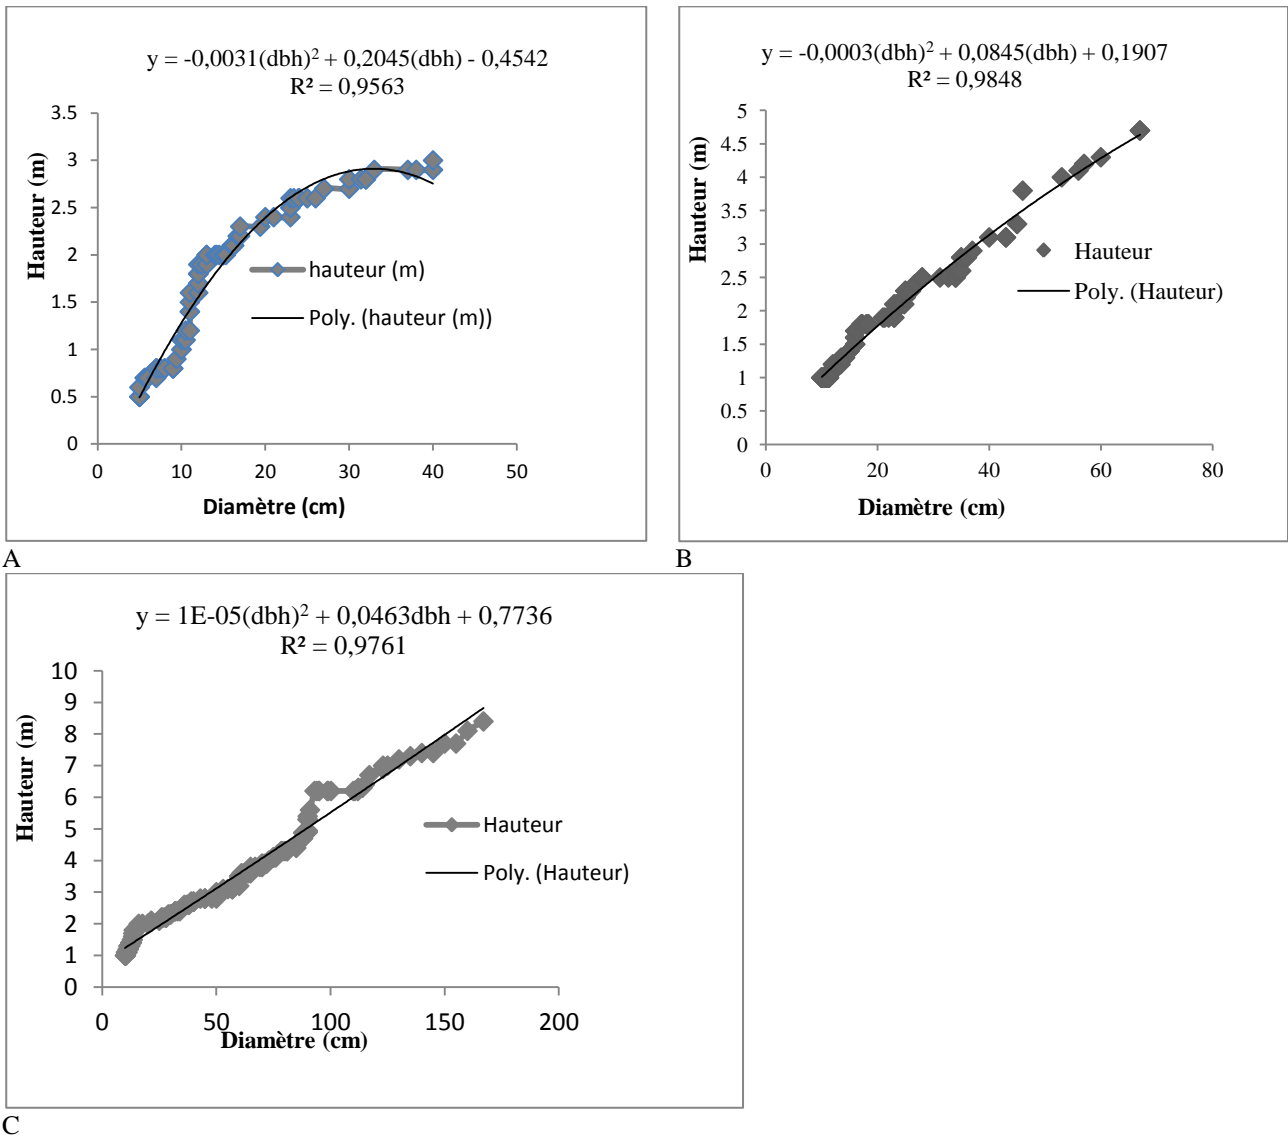 y = -0,0031(dbh)² + 0,2045(dbh) - 0,4542
R² = 0,9563
3.5
3
2.5
2
1.5
1
0.5
0
Hauteur (m)
hauteur (m)
Poly. (hauteur (m))
0 10 20 30 40 50
Diamètre (cm)
A
y = -0,0003(dbh)² + 0,0845(dbh) + 0,1907
R² = 0,9848
5
4.5
4
3.5
3
2.5
2
1.5
1
0.5
0
Hauteur (m)
Hauteur
Poly. (Hauteur)
0 20 40 60 80
Diamètre (cm)
B
y = 1E-05(dbh)² + 0,0463dbh + 0,7736
R² = 0,9761
10
9
8
7
6
5
4
3
2
1
0
Hauteur (m)
Hauteur
Poly. (Hauteur)
0 50 100 150 200
Diamètre (cm)
C